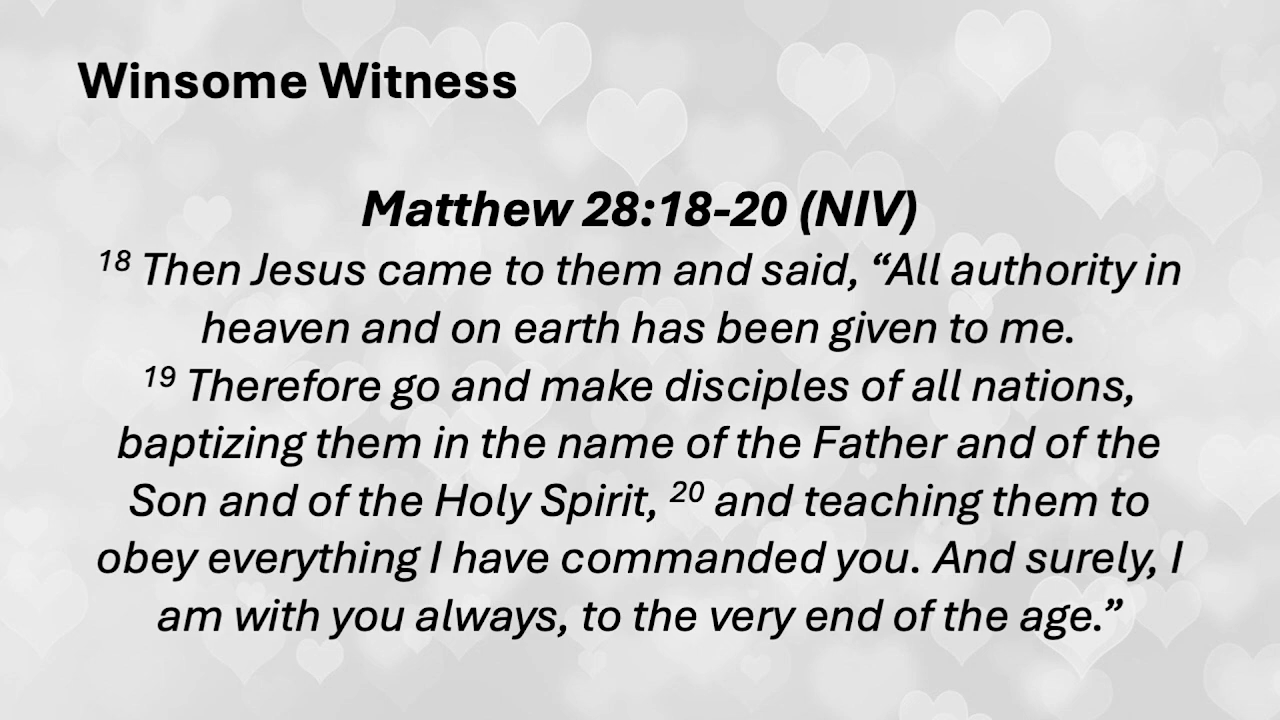 Winsome Witness
Matthew 28:18-20 (NIV)
18 Then Jesus came to them and said, “All authority in
heaven and on earth has been given to me.
19 Therefore go and make disciples of all nations,
baptizing them in the name of the Father and of the
Son and of the Holy Spirit, 20 and teaching them to
obey everything I have commanded you. And surely, I
am with you always, to the very end of the age.”